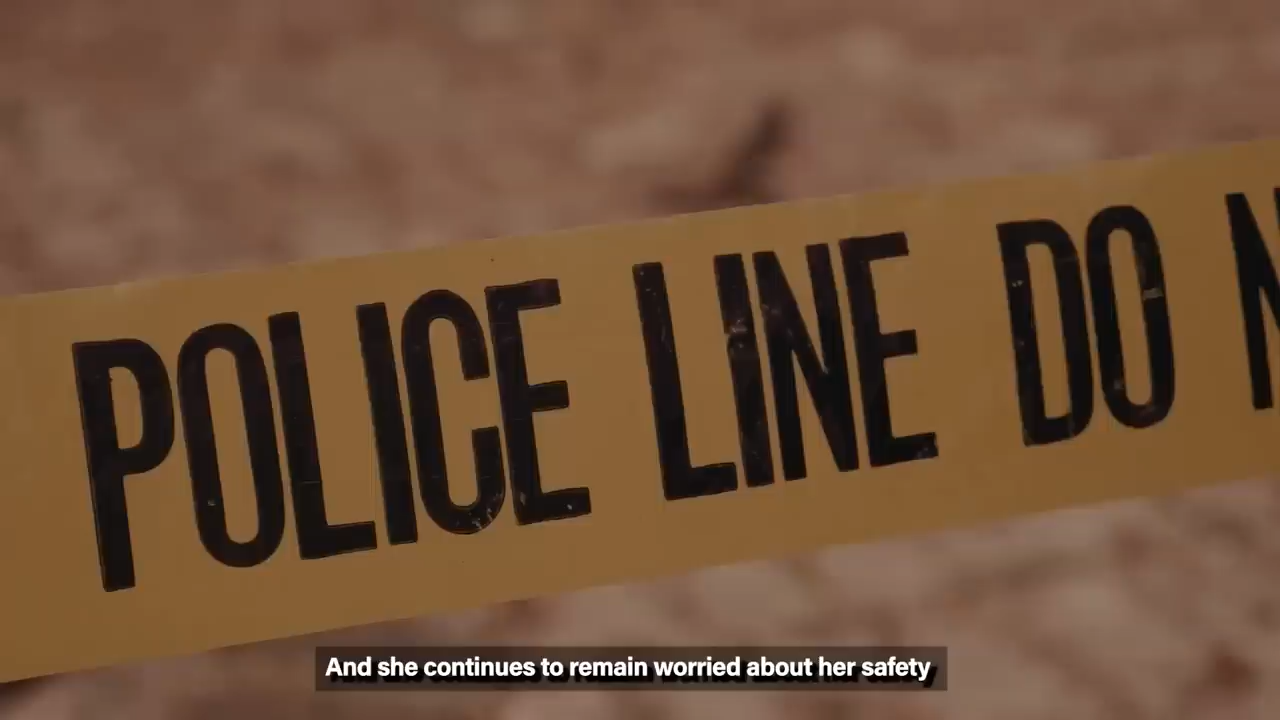 POLICE LINE DO N
And she continues to remain worried about her safety